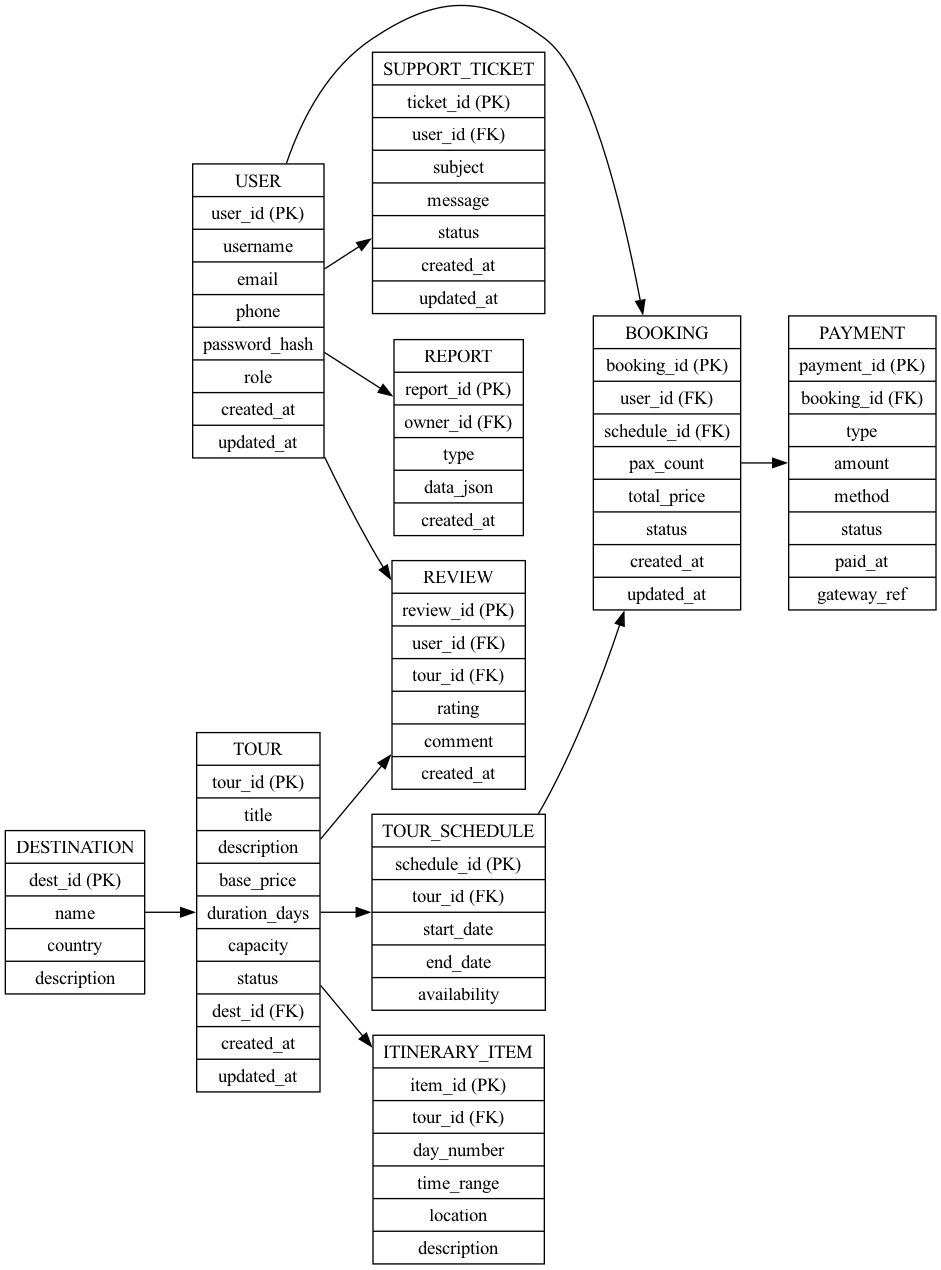 SUPPORT_TICKET
ticket_id (PK)
user_id (FK)
subject
message
status
created_at
updated_at
USER
user_id (PK)
username
email
phone
password_hash
role
created_at
updated_at
REPORT
report_id (PK)
owner_id (FK)
type
data_json
created_at
BOOKING
booking_id (PK)
user_id (FK)
schedule_id (FK)
pax_count
total_price
status
created_at
updated_at
PAYMENT
payment_id (PK)
booking_id (FK)
type
amount
method
status
paid_at
gateway_ref
REVIEW
review_id (PK)
user_id (FK)
tour_id (FK)
rating
comment
created_at
DESTINATION
dest_id (PK)
name
country
description
TOUR
tour_id (PK)
title
description
base_price
duration_days
capacity
status
dest_id (FK)
created_at
updated_at
TOUR_SCHEDULE
schedule_id (PK)
tour_id (FK)
start_date
end_date
availability
ITINERARY_ITEM
item_id (PK)
tour_id (FK)
day_number
time_range
location
description